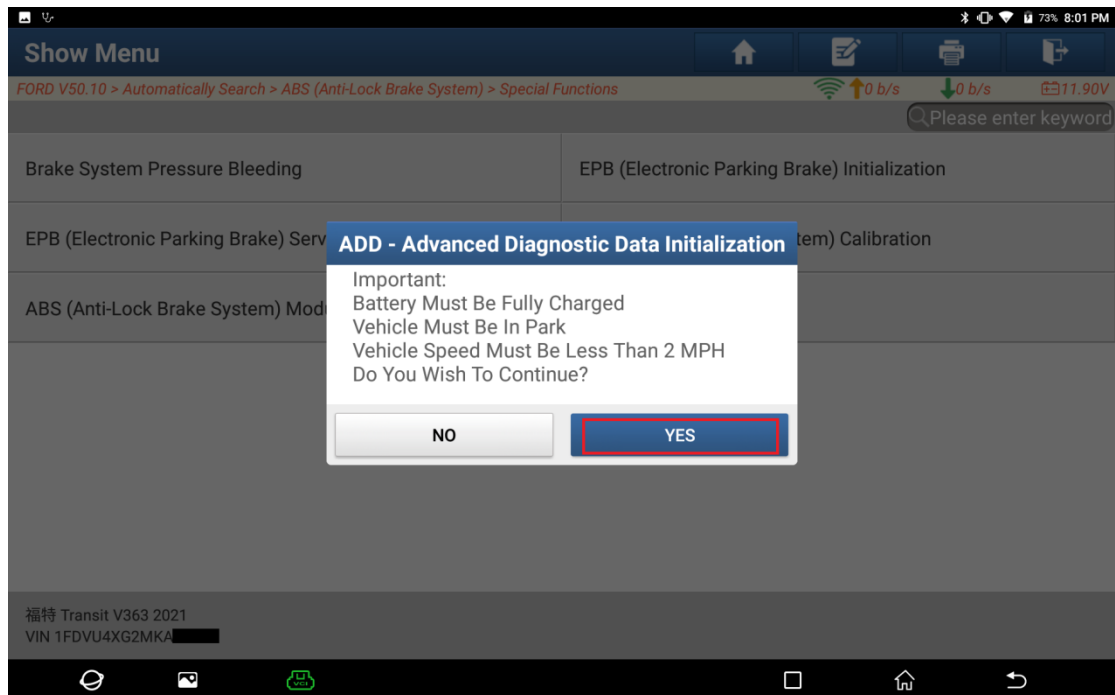 73% 8:01 PM
Show Menu
FORD V50.10 > Automatically Search > ABS (Anti-Lock Brake System) > Special Functions
0 b/s 0 b/s 11.90V
Please enter keyword
Brake System Pressure Bleeding
EPB (Electronic Parking Brake) Initialization
EPB (Electronic Parking Brake) Serv
tem) Calibration
ABS (Anti-Lock Brake System) Mod
ADD - Advanced Diagnostic Data Initialization
Important:
Battery Must Be Fully Charged
Vehicle Must Be In Park
Vehicle Speed Must Be Less Than 2 MPH
Do You Wish To Continue?
NO
YES
福特 Transit V363 2021
VIN 1FDVU4XG2MKA
VCI